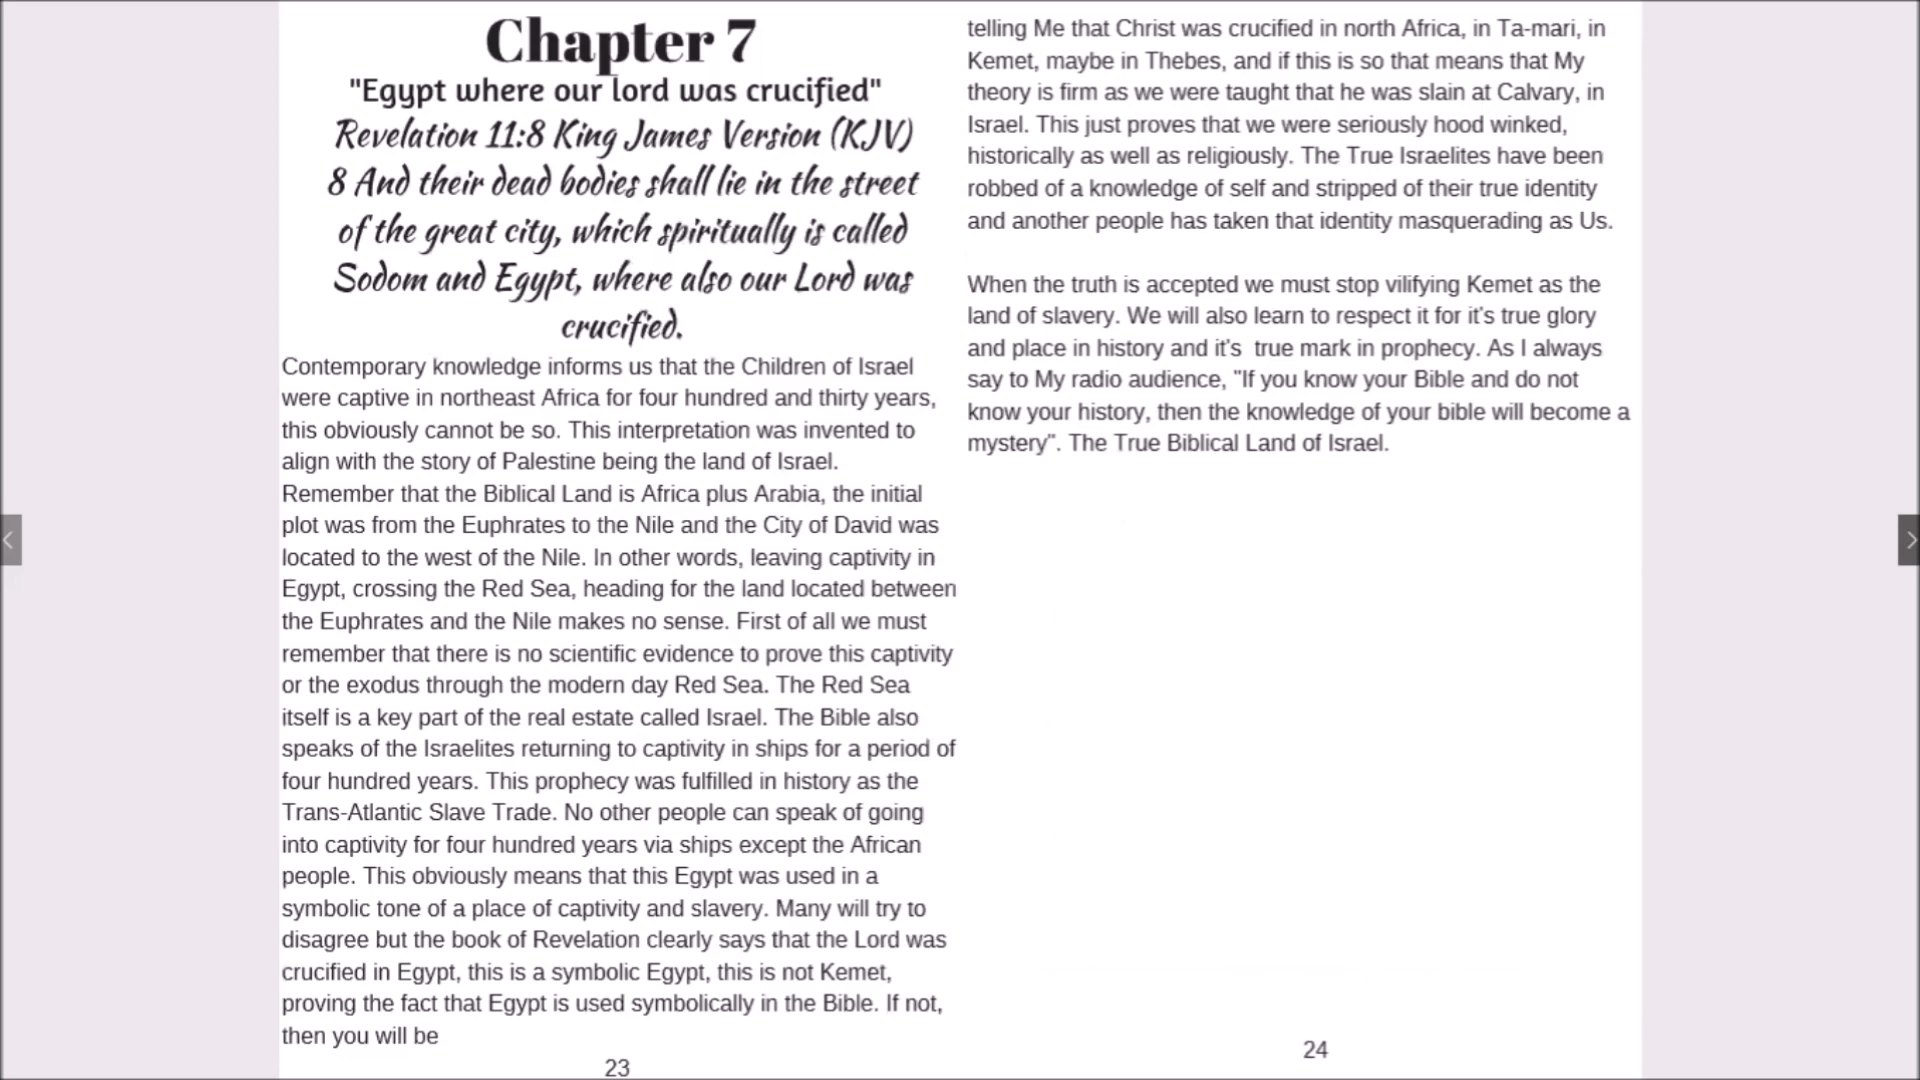 Chapter 7
"Egypt where our lord was crucified"
Revelation 11:8 King James Version (KJV)
8 And their dead bodies shall lie in the street
of the great city, which spiritually is called
Sodom and Egypt, where also our Lord was
crucified.
Contemporary knowledge informs us that the Children of Israel
were captive in northeast Africa for four hundred and thirty years,
this obviously cannot be so. This interpretation was invented to
align with the story of Palestine being the land of Israel.
Remember that the Biblical Land is Africa plus Arabia, the initial
plot was from the Euphrates to the Nile and the City of David was
located to the west of the Nile. In other words, leaving captivity in
Egypt, crossing the Red Sea, heading for the land located between
the Euphrates and the Nile makes no sense. First of all we must
remember that there is no scientific evidence to prove this captivity
or the exodus through the modern day Red Sea. The Red Sea
itself is a key part of the real estate called Israel. The Bible also
speaks of the Israelites returning to captivity in ships for a period of
four hundred years. This prophecy was fulfilled in history as the
Trans-Atlantic Slave Trade. No other people can speak of going
into captivity for four hundred years via ships except the African
people. This obviously means that this Egypt was used in a
symbolic tone of a place of captivity and slavery. Many will try to
disagree but the book of Revelation clearly says that the Lord was
crucified in Egypt, this is a symbolic Egypt, this is not Kemet,
proving the fact that Egypt is used symbolically in the Bible. If not,
then you will be
23
telling Me that Christ was crucified in north Africa, in Ta-mari, in
Kemet, maybe in Thebes, and if this is so that means that My
theory is firm as we were taught that he was slain at Calvary, in
Israel. This just proves that we were seriously hood winked,
historically as well as religiously. The True Israelites have been
robbed of a knowledge of self and stripped of their true identity
and another people has taken that identity masquerading as Us.
When the truth is accepted we must stop vilifying Kemet as the
land of slavery. We will also learn to respect it for it's true glory
and place in history and it's  true mark in prophecy. As I always
say to My radio audience, "If you know your Bible and do not
know your history, then the knowledge of your bible will become a
mystery". The True Biblical Land of Israel.
24